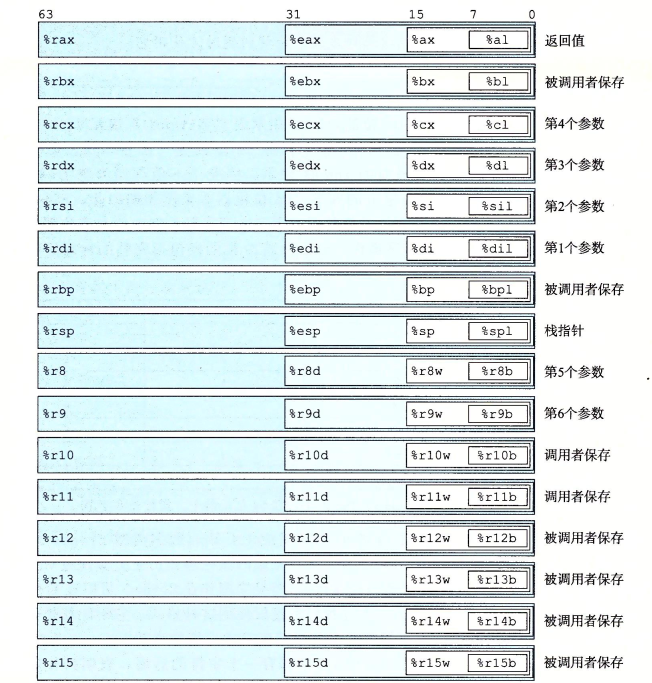 63 31 15 7 0
%rax %eax %ax %al 返回值
%rbx %ebx %bx %bl 被调用者保存
%rcx %ecx %cx %cl 第4个参数
%rdx %edx %dx %dl 第3个参数
%rsi %esi %si %sil 第2个参数
%rdi %edi %di %dil 第1个参数
%rbp %ebp %bp %bpl 被调用者保存
%rsp %esp %sp %spl 栈指针
%r8 %r8d %r8w %r8b 第5个参数
%r9 %r9d %r9w %r9b 第6个参数
%r10 %r10d %r10w %r10b 调用者保存
%r11 %r11d %r11w %r11b 调用者保存
%r12 %r12d %r12w %r12b 被调用者保存
%r13 %r13d %r13w %r13b 被调用者保存
%r14 %r14d %r14w %r14b 被调用者保存
%r15 %r15d %r15w %r15b 被调用者保存